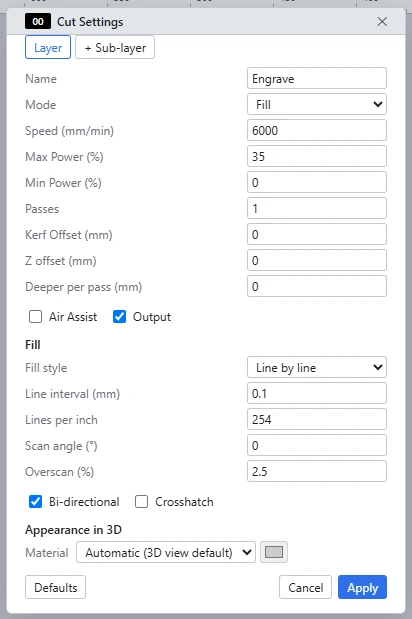 00 Cut Settings
Layer + Sub-layer
Name Engrave
Mode Fill
Speed (mm/min) 6000
Max Power (%) 35
Min Power (%) 0
Passes 1
Kerf Offset (mm) 0
Z offset (mm) 0
Deeper per pass (mm) 0
Air Assist Output
Fill
Fill style Line by line
Line interval (mm) 0.1
Lines per inch 254
Scan angle (°) 0
Overscan (%) 2.5
Bi-directional Crosshatch
Appearance in 3D
Material Automatic (3D view default)
Defaults Cancel Apply